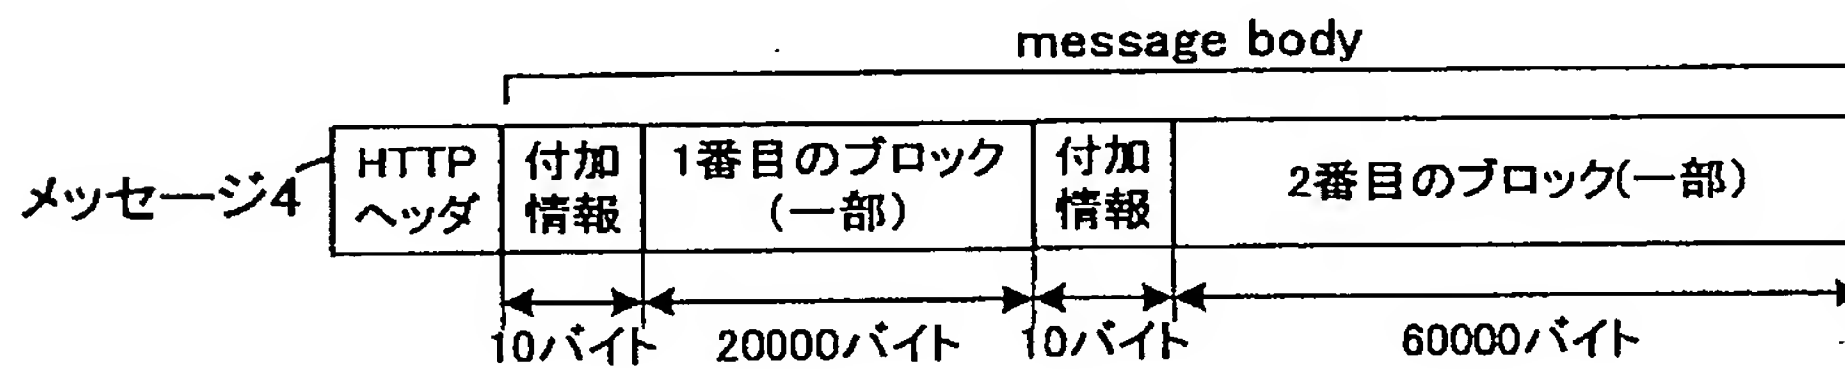 message body
メッセージ4
HTTP
ヘッダ
付加
情報
1番目のブロック
(一部)
付加
情報
2番目のブロック(一部)
10バイト
20000バイト
10バイト
60000バイト